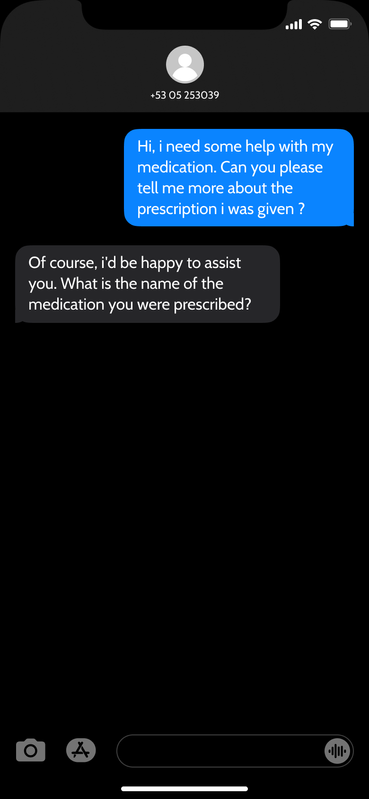 +53 05 253039
Hi, i need some help with my
medication. Can you please
tell me more about the
prescription i was given ?
Of course, i'd be happy to assist
you. What is the name of the
medication you were prescribed?